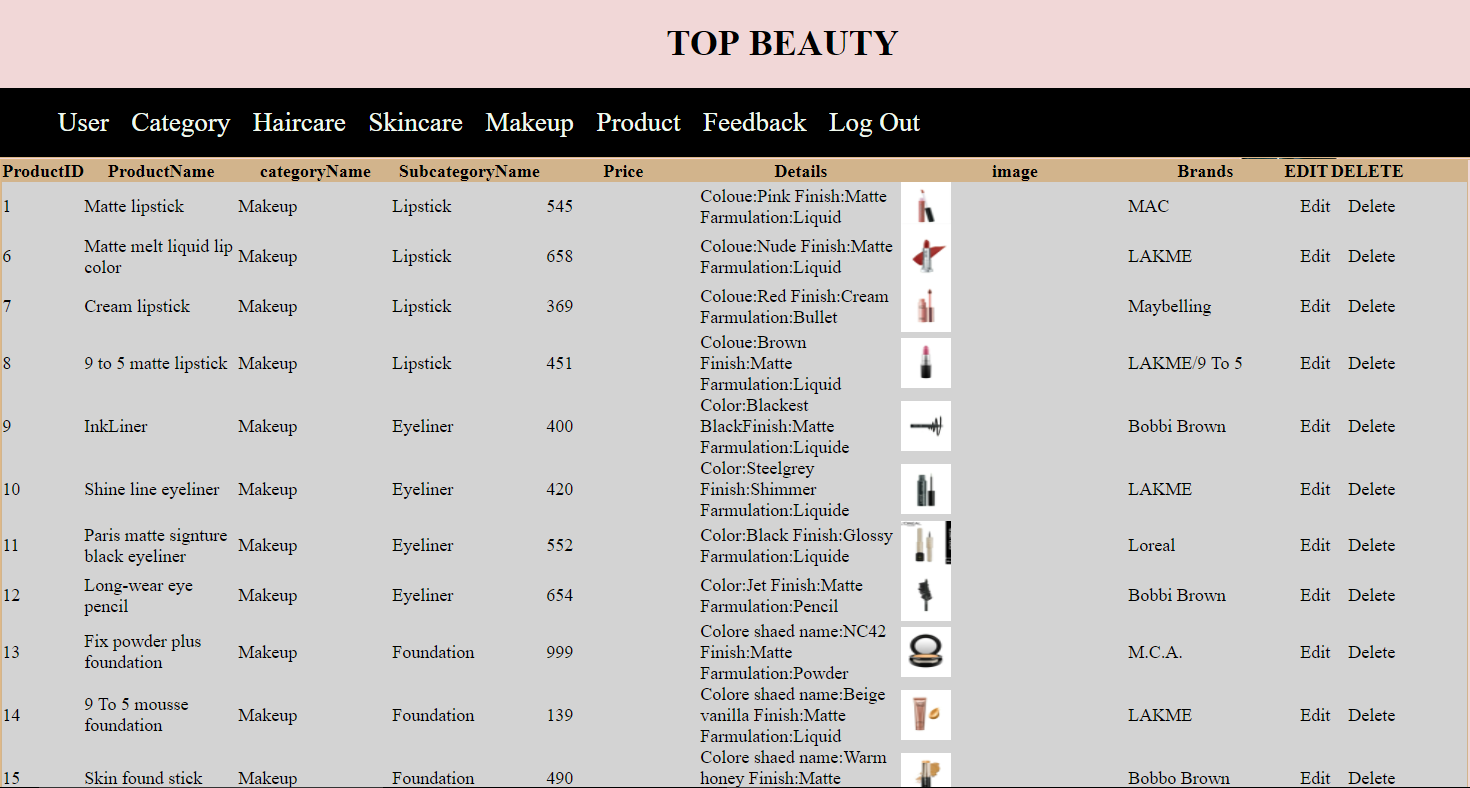 TOP BEAUTY
User Category Haircare Skincare Makeup Product Feedback Log Out
ProductID ProductName categoryName SubcategoryName Price Details image Brands EDIT DELETE
1 Matte lipstick Makeup Lipstick 545 Coloue:Pink Finish:Matte MAC Edit Delete
Farmulation:Liquid
6 Matte melt liquid lip Makeup Lipstick 658 Coloue:Nude Finish:Matte LAKME Edit Delete
color Farmulation:Liquid
7 Cream lipstick Makeup Lipstick 369 Coloue:Red Finish:Cream Maybelling Edit Delete
Farmulation:Bullet
8 9 to 5 matte lipstick Makeup Lipstick 451 Coloue:Brown LAKME/9 To 5 Edit Delete
Finish:Matte
Farmulation:Liquid
9 InkLiner Makeup Eyeliner 400 Color:Blackest Bobbi Brown Edit Delete
BlackFinish:Matte
Farmulation:Liquide
10 Shine line eyeliner Makeup Eyeliner 420 Color:Steelgrey LAKME Edit Delete
Finish:Shimmer
Farmulation:Liquide
11 Paris matte signture Makeup Eyeliner 552 Color:Black Finish:Glossy Loreal Edit Delete
black eyeliner Farmulation:Liquide
12 Long-wear eye Makeup Eyeliner 654 Color:Jet Finish:Matte Bobbi Brown Edit Delete
pencil Farmulation:Pencil
13 Fix powder plus Makeup Foundation 999 Colore shaed name:NC42 M.C.A. Edit Delete
foundation Finish:Matte
Farmulation:Powder
14 9 To 5 mousse Makeup Foundation 139 Colore shaed name:Beige LAKME Edit Delete
foundation vanilla Finish:Matte
Farmulation:Liquid
15 Skin found stick Makeup Foundation 490 Colore shaed name:Warm Bobbo Brown Edit Delete
honey Finish:Matte